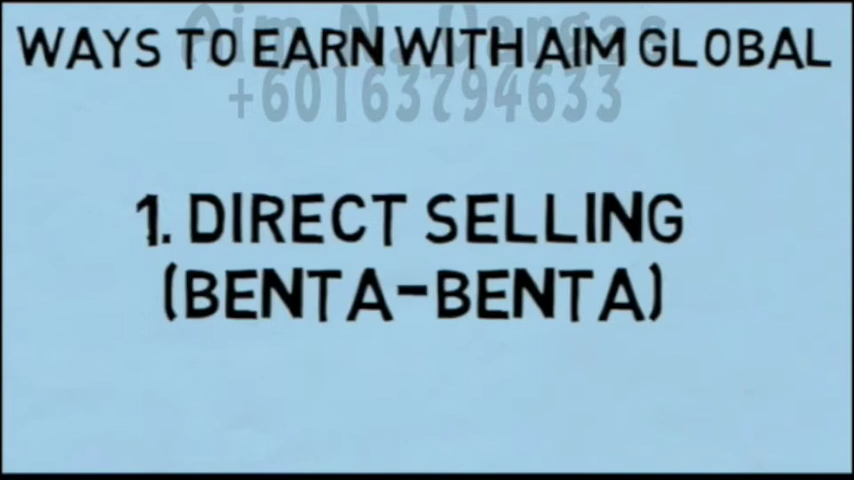 WAYS TO EARN WITH AIM GLOBAL
+60163794633
1. DIRECT SELLING
(BENTA-BENTA)